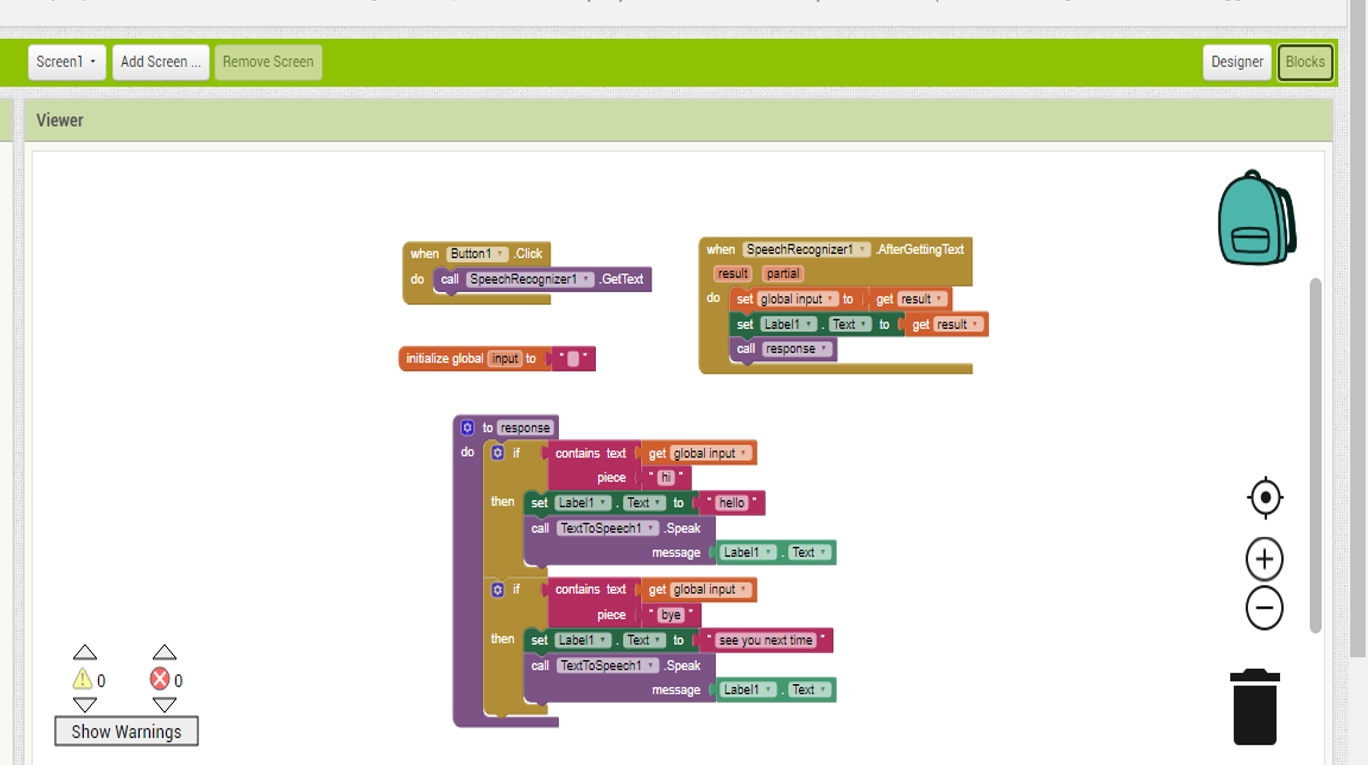 Screen1 Add Screen ... Remove Screen Designer Blocks
Viewer
when Button1 .Click
do call SpeechRecognizer1 .GetText
when SpeechRecognizer1 .AfterGettingText
result partial
do set global input to get result
set Label1 . Text to get result
call response
initialize global input to " "
to response
do if contains text get global input
piece " hi "
then set Label1 . Text to " hello "
call TextToSpeech1 .Speak
message Label1 . Text
if contains text get global input
piece " bye "
then set Label1 . Text to " see you next time "
call TextToSpeech1 .Speak
message Label1 . Text
0 0
Show Warnings